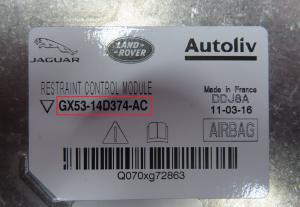 JAGUAR
LAND-
ROVER
Autoliv
RESTRAINT CONTROL MODULE
GX53-14D374-AC
Made in France
DDJ8A
11-03-16
AIRBAG
Q070xg72863